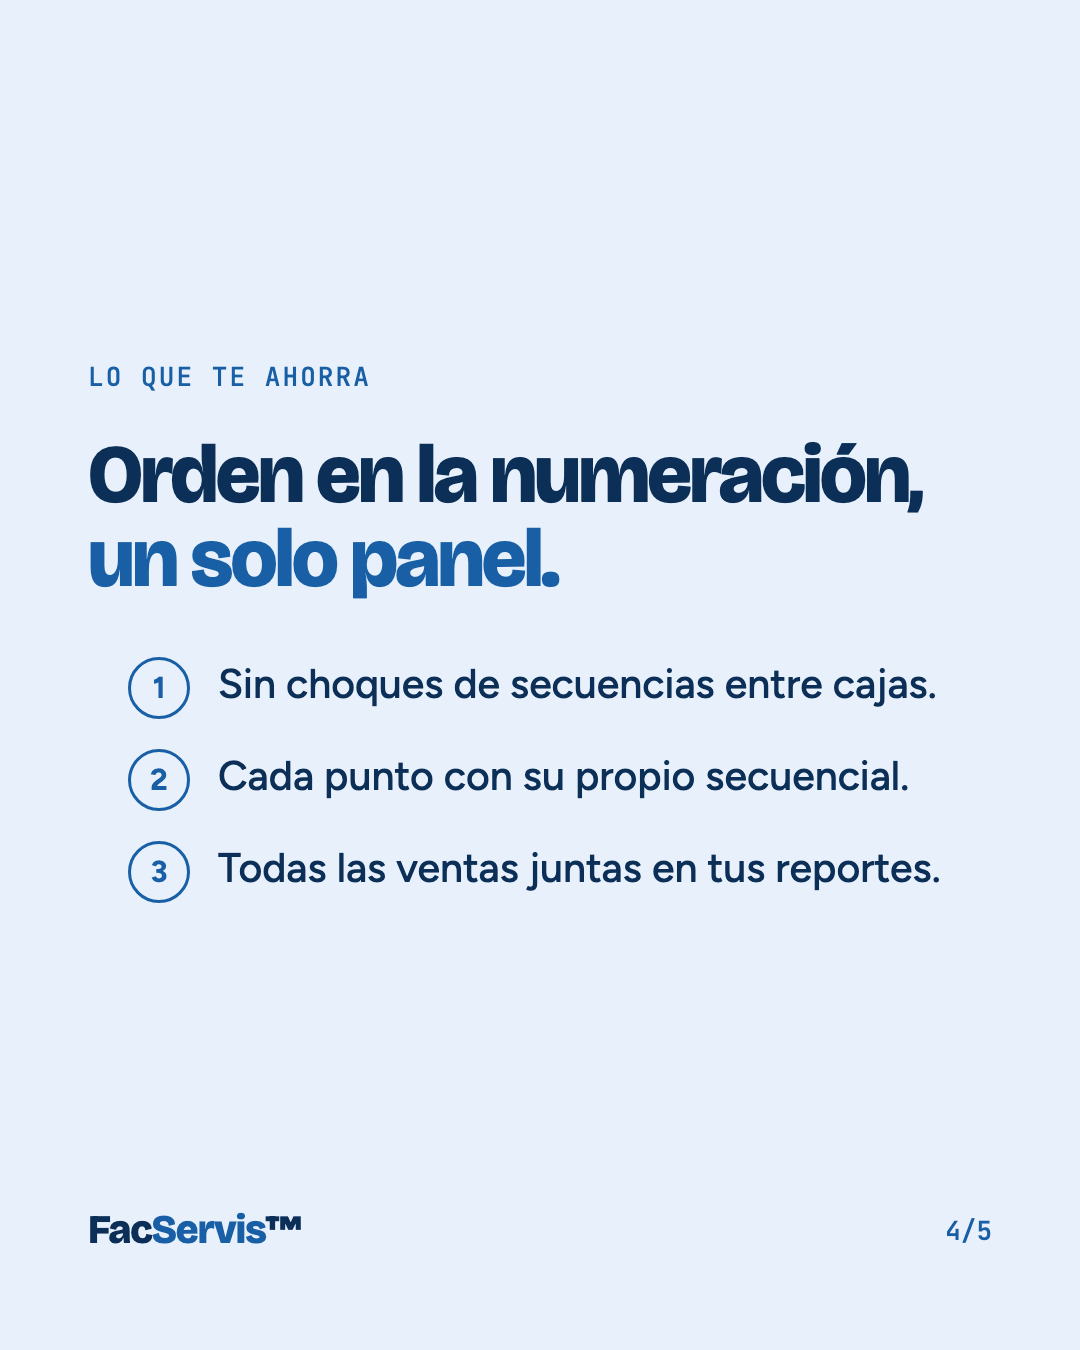 LO QUE TE AHORRA
Orden en la numeración,
un solo panel.
1 Sin choques de secuencias entre cajas.
2 Cada punto con su propio secuencial.
3 Todas las ventas juntas en tus reportes.
FacServis™
4/5